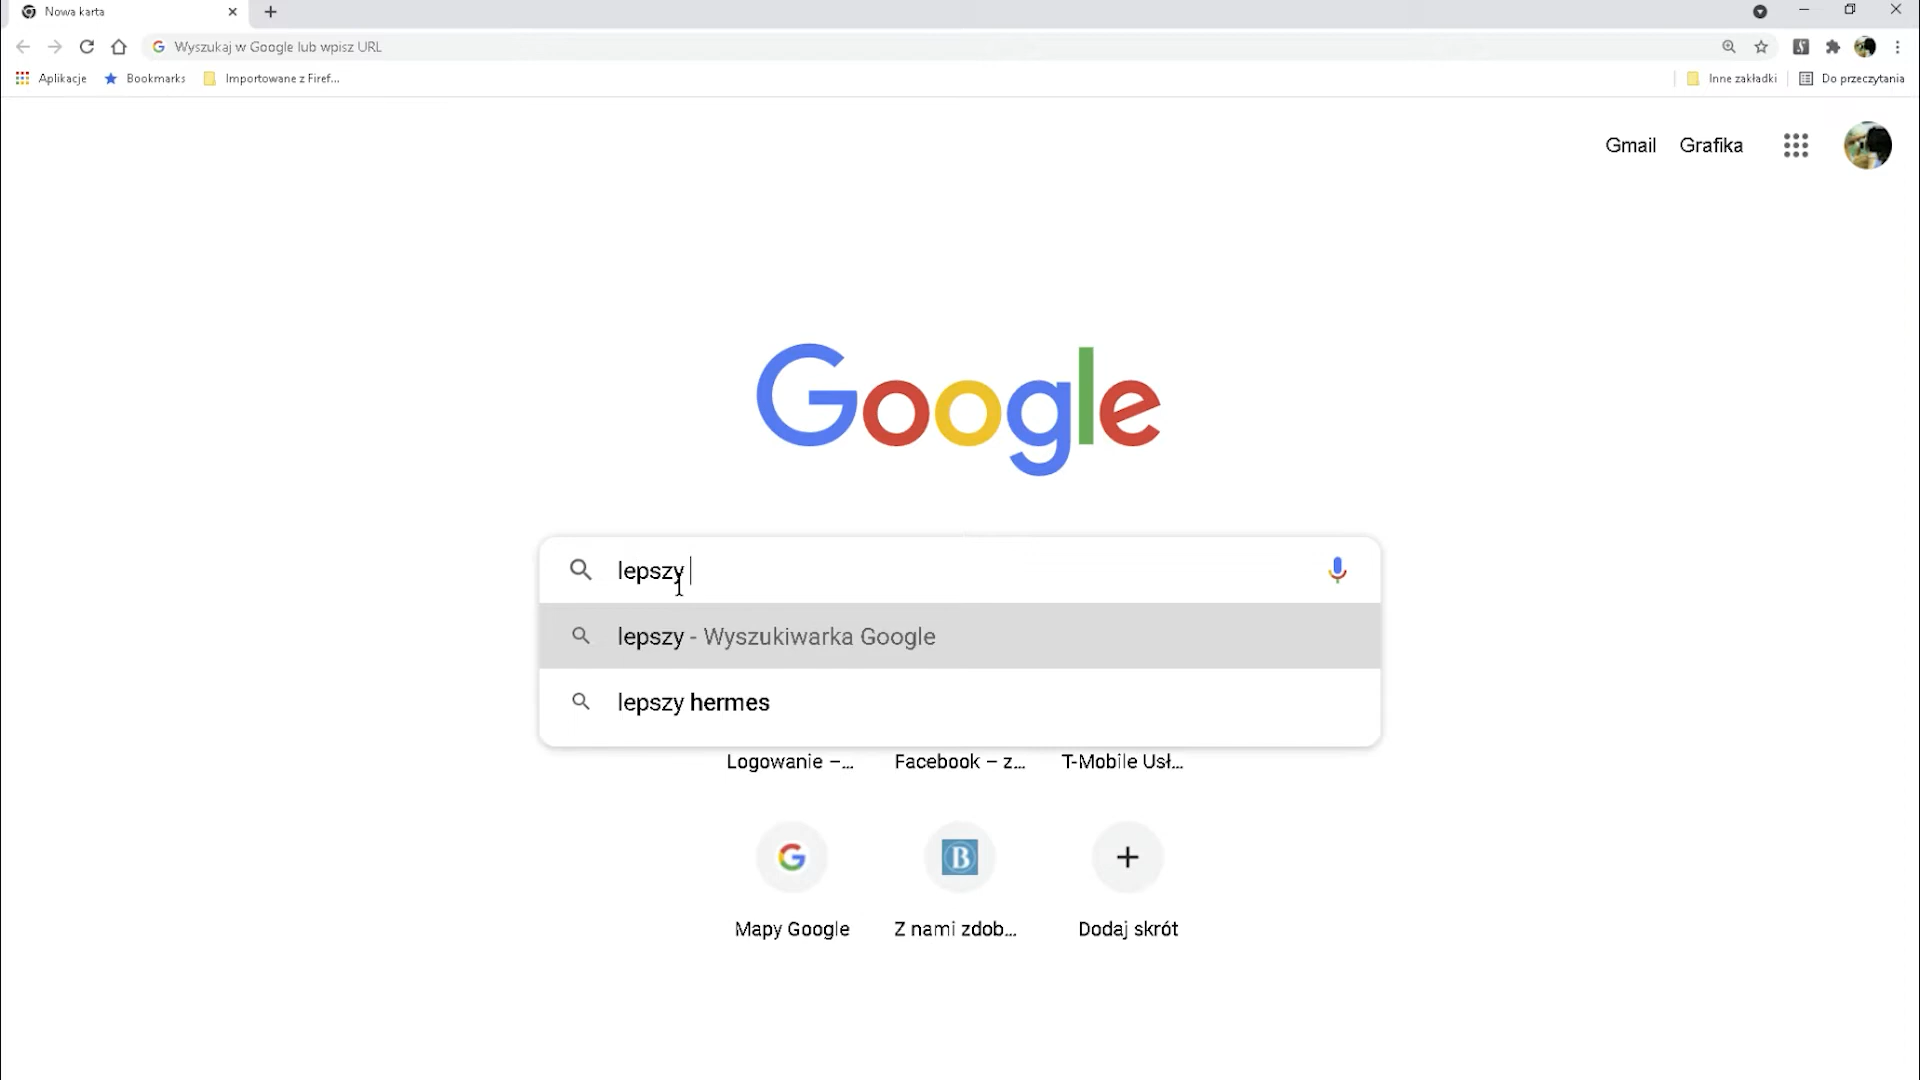 Nowa karta
Wyszukaj w Google lub wpisz URL
Aplikacje Bookmarks Importowane z Firef... Inne zakładki Do przeczytania
Gmail Grafika
Google
lepszy
lepszy - Wyszukiwarka Google
lepszy hermes
Logowanie –... Facebook – z... T-Mobile Usł...
G B
Mapy Google Z nami zdob... Dodaj skrót